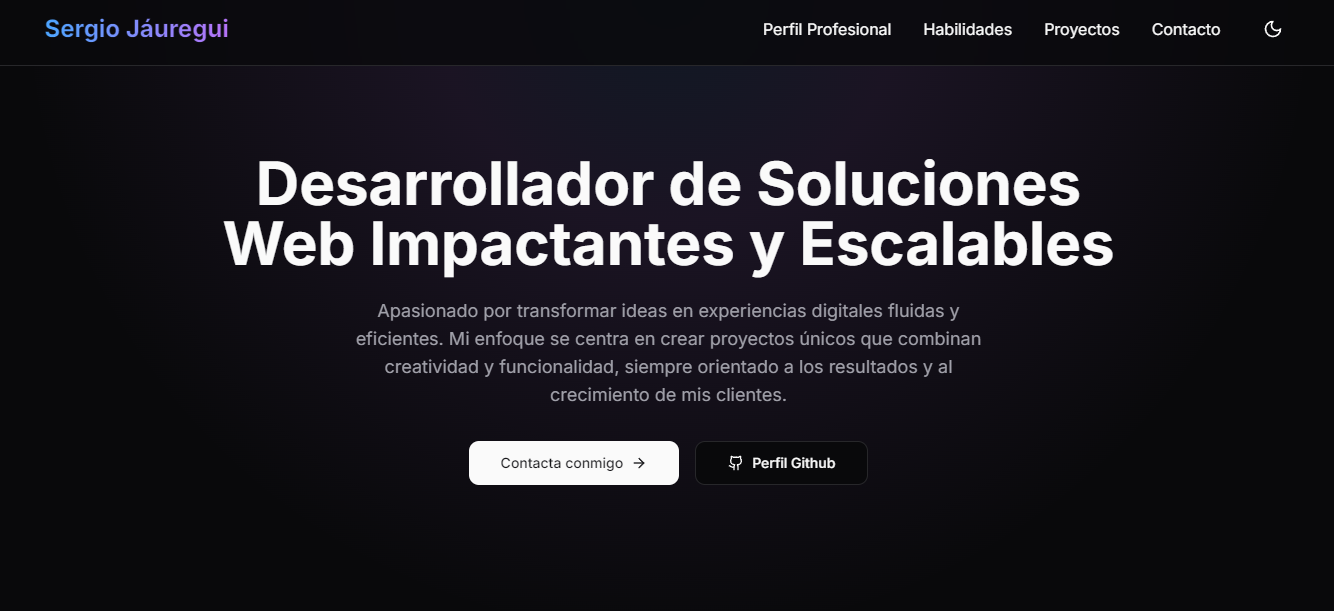 Sergio Jáuregui
Perfil Profesional
Habilidades
Proyectos
Contacto
Desarrollador de Soluciones
Web Impactantes y Escalables
Apasionado por transformar ideas en experiencias digitales fluidas y
eficientes. Mi enfoque se centra en crear proyectos únicos que combinan
creatividad y funcionalidad, siempre orientado a los resultados y al
crecimiento de mis clientes.
Contacta conmigo
Perfil Github